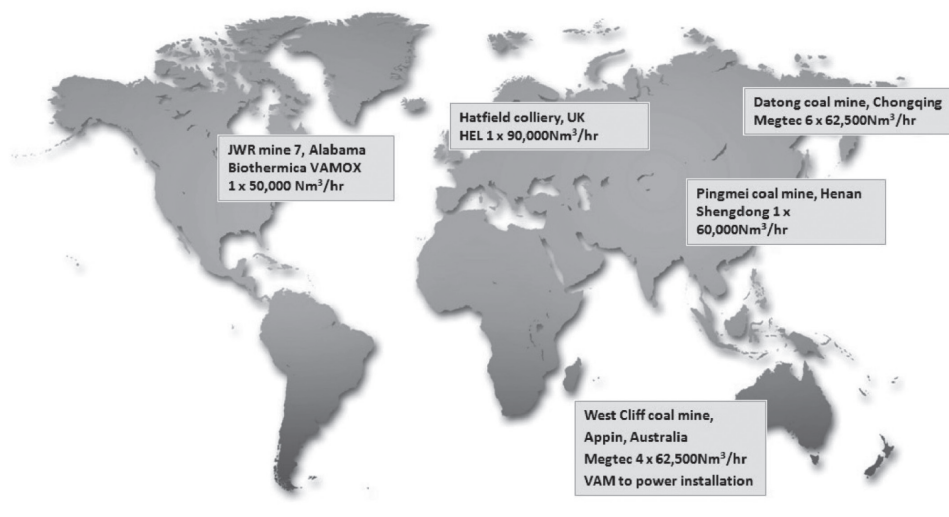 JWR mine 7, Alabama
Biothermica VAMOX
1 x 50,000 Nm³/hr
Hatfield colliery, UK
HEL 1 x 90,000Nm³/hr
Datong coal mine, Chongqing
Megtec 6 x 62,500Nm³/hr
Pingmei coal mine, Henan
Shengdong 1 x
60,000Nm³/hr
West Cliff coal mine,
Appin, Australia
Megtec 4 x 62,500Nm³/hr
VAM to power installation